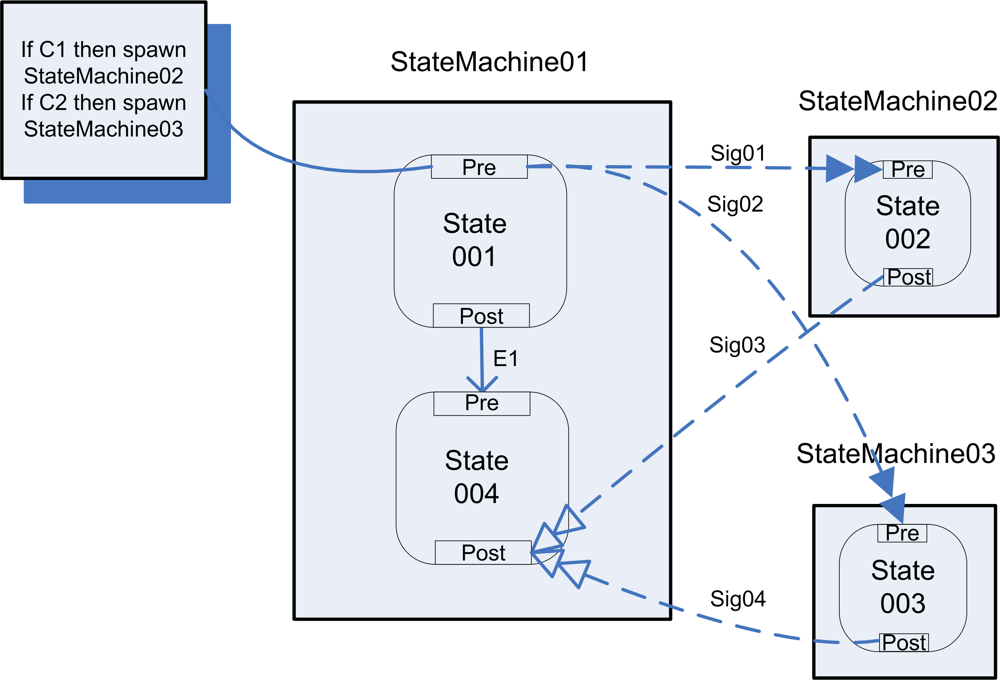 If C1 then spawn
StateMachine02
If C2 then spawn
StateMachine03
StateMachine01
StateMachine02
Pre
State
001
Post
E1
Pre
State
004
Post
Sig01
Sig02
Sig03
Sig04
Pre
State
002
Post
StateMachine03
Pre
State
003
Post